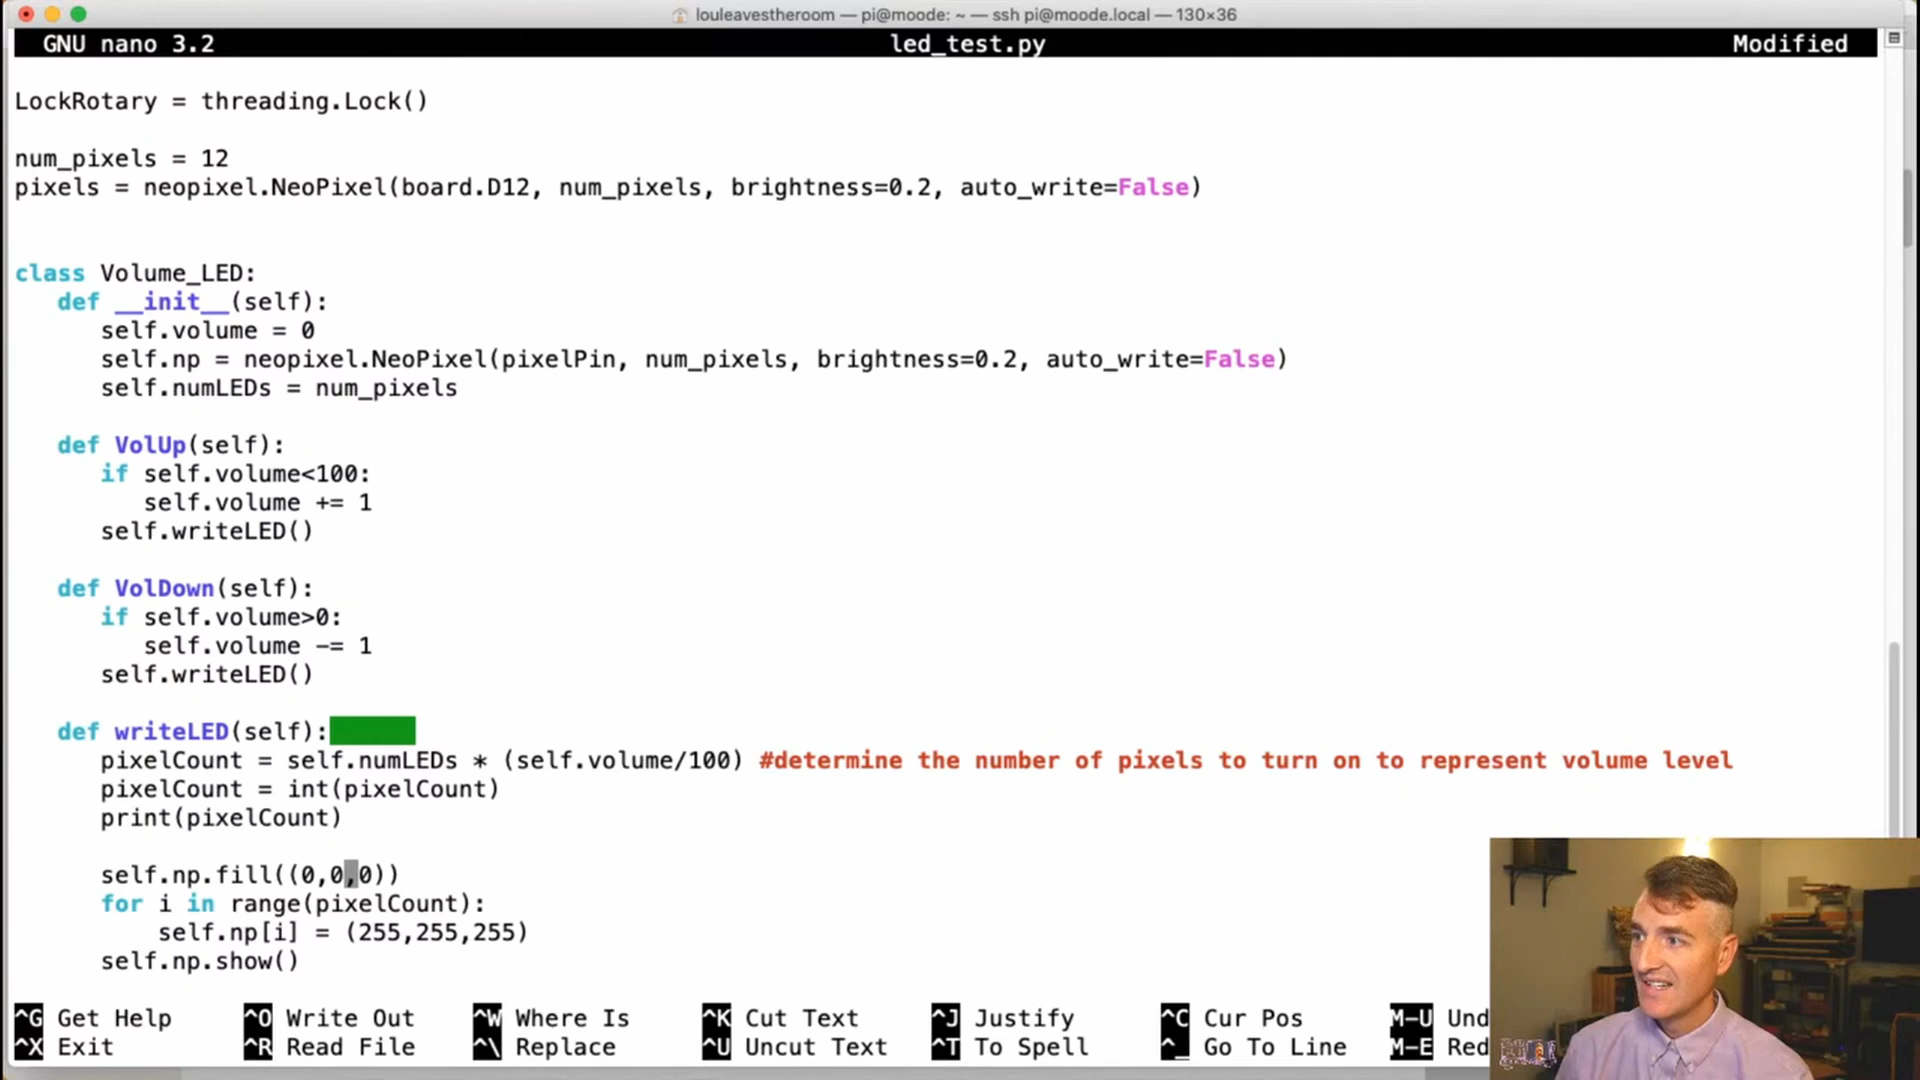 louleavestheroom — pi@moode: ~ — ssh pi@moode.local — 130×36
GNU nano 3.2 led_test.py Modified
LockRotary = threading.Lock()
num_pixels = 12
pixels = neopixel.NeoPixel(board.D12, num_pixels, brightness=0.2, auto_write=False)
class Volume_LED:
def __init__(self):
self.volume = 0
self.np = neopixel.NeoPixel(pixelPin, num_pixels, brightness=0.2, auto_write=False)
self.numLEDs = num_pixels
def VolUp(self):
if self.volume<100:
self.volume += 1
self.writeLED()
def VolDown(self):
if self.volume>0:
self.volume -= 1
self.writeLED()
def writeLED(self):
pixelCount = self.numLEDs * (self.volume/100) #determine the number of pixels to turn on to represent volume level
pixelCount = int(pixelCount)
print(pixelCount)
self.np.fill((0,0,0))
for i in range(pixelCount):
self.np[i] = (255,255,255)
self.np.show()
^G Get Help ^O Write Out ^W Where Is ^K Cut Text ^J Justify ^C Cur Pos M-U Und
^X Exit ^R Read File ^\ Replace ^U Uncut Text ^T To Spell ^_ Go To Line M-E Red